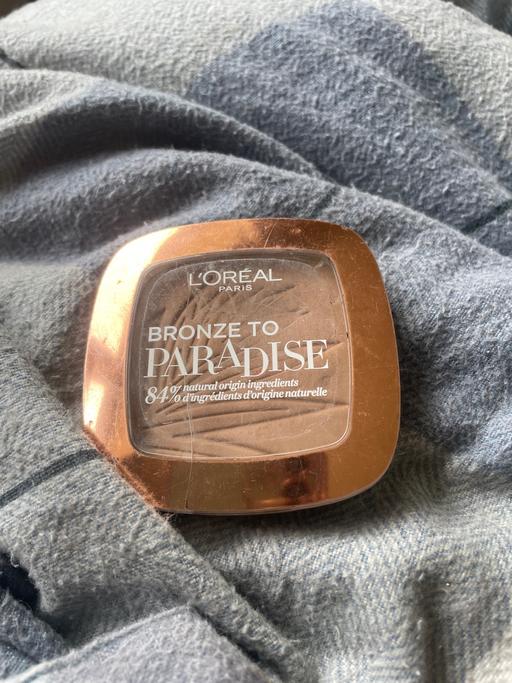 L'ORÉAL
PARIS
BRONZE TO
PARADISE
84% natural origin ingredients
d'ingrédients d'origine naturelle